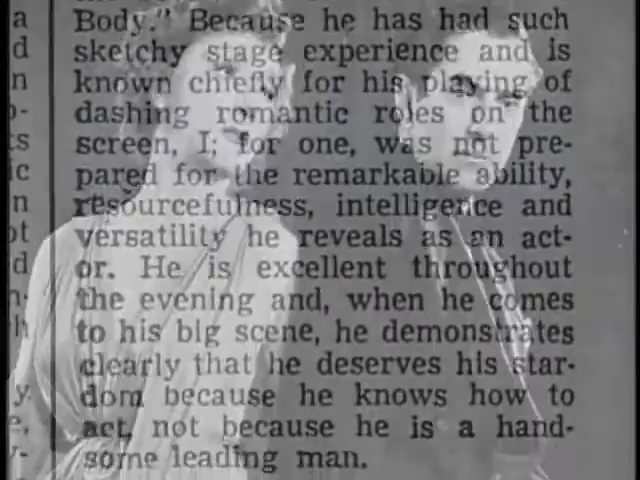 Body." Because he has had such
sketchy stage experience and is
known chiefly for his playing of
dashing romantic roles on the
screen, I; for one, was not pre-
pared for the remarkable ability,
resourcefulness, intelligence and
versatility he reveals as an act-
or. He is excellent throughout
the evening and, when he comes
to his big scene, he demonstrates
clearly that he deserves his star-
dom because he knows how to
act, not because he is a hand-
some leading man.